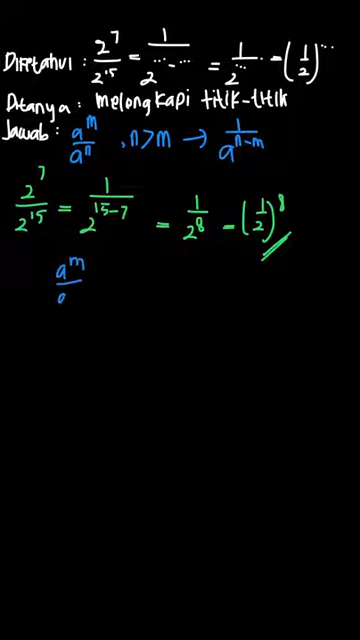 Diketahui : 2^7/2^15 = 1/2^(... - ...) = 1/2^... = (1/2)^...
Ditanya : melengkapi titik-titik
Jawab : a^m/a^n , n>m → 1/a^(n-m)
2^7/2^15 = 1/2^(15-7) = 1/2^8 = (1/2)^8
a^m